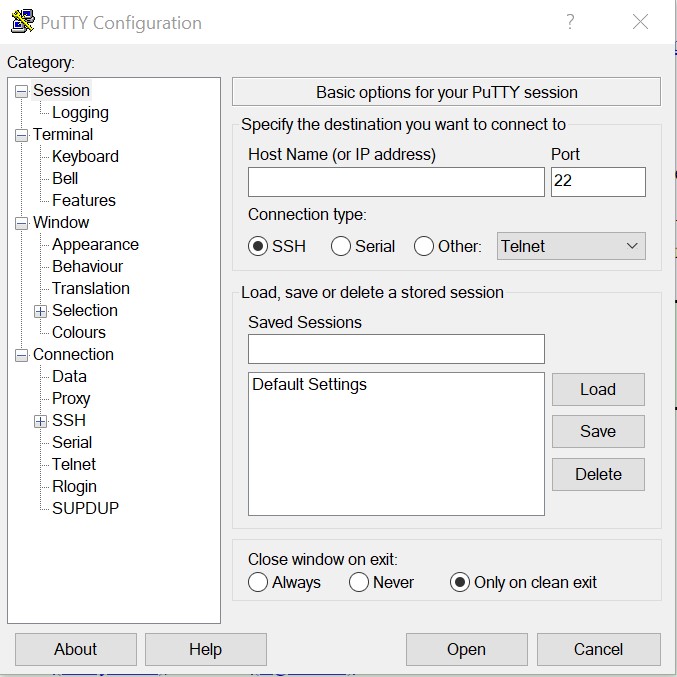 PuTTY Configuration
Category:
Session
Logging
Terminal
Keyboard
Bell
Features
Window
Appearance
Behaviour
Translation
Selection
Colours
Connection
Data
Proxy
SSH
Serial
Telnet
Rlogin
SUPDUP
Basic options for your PuTTY session
Specify the destination you want to connect to
Host Name (or IP address) Port
22
Connection type:
SSH Serial Other: Telnet
Load, save or delete a stored session
Saved Sessions
Default Settings
Load
Save
Delete
Close window on exit:
Always Never Only on clean exit
About Help Open Cancel